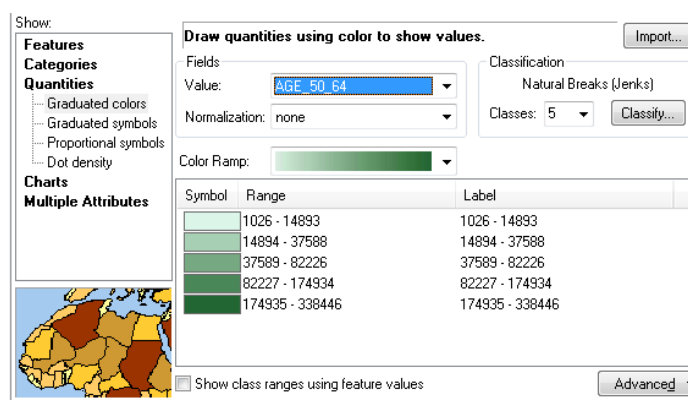 Show:
Features
Categories
Quantities
Graduated colors
Graduated symbols
Proportional symbols
Dot density
Charts
Multiple Attributes
Draw quantities using color to show values.
Import...
Fields
Value: AGE_50_64
Normalization: none
Classification
Natural Breaks (Jenks)
Classes: 5 Classify...
Color Ramp:
Symbol Range Label
1026 - 14893 1026 - 14893
14894 - 37588 14894 - 37588
37589 - 82226 37589 - 82226
82227 - 174934 82227 - 174934
174935 - 338446 174935 - 338446
Show class ranges using feature values
Advanced